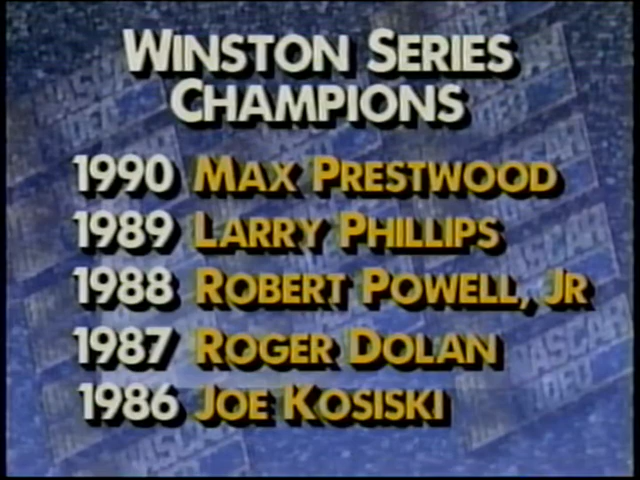 WINSTON SERIES
CHAMPIONS
1990 MAX PRESTWOOD
1989 LARRY PHILLIPS
1988 ROBERT POWELL, JR
1987 ROGER DOLAN
1986 JOE KOSISKI